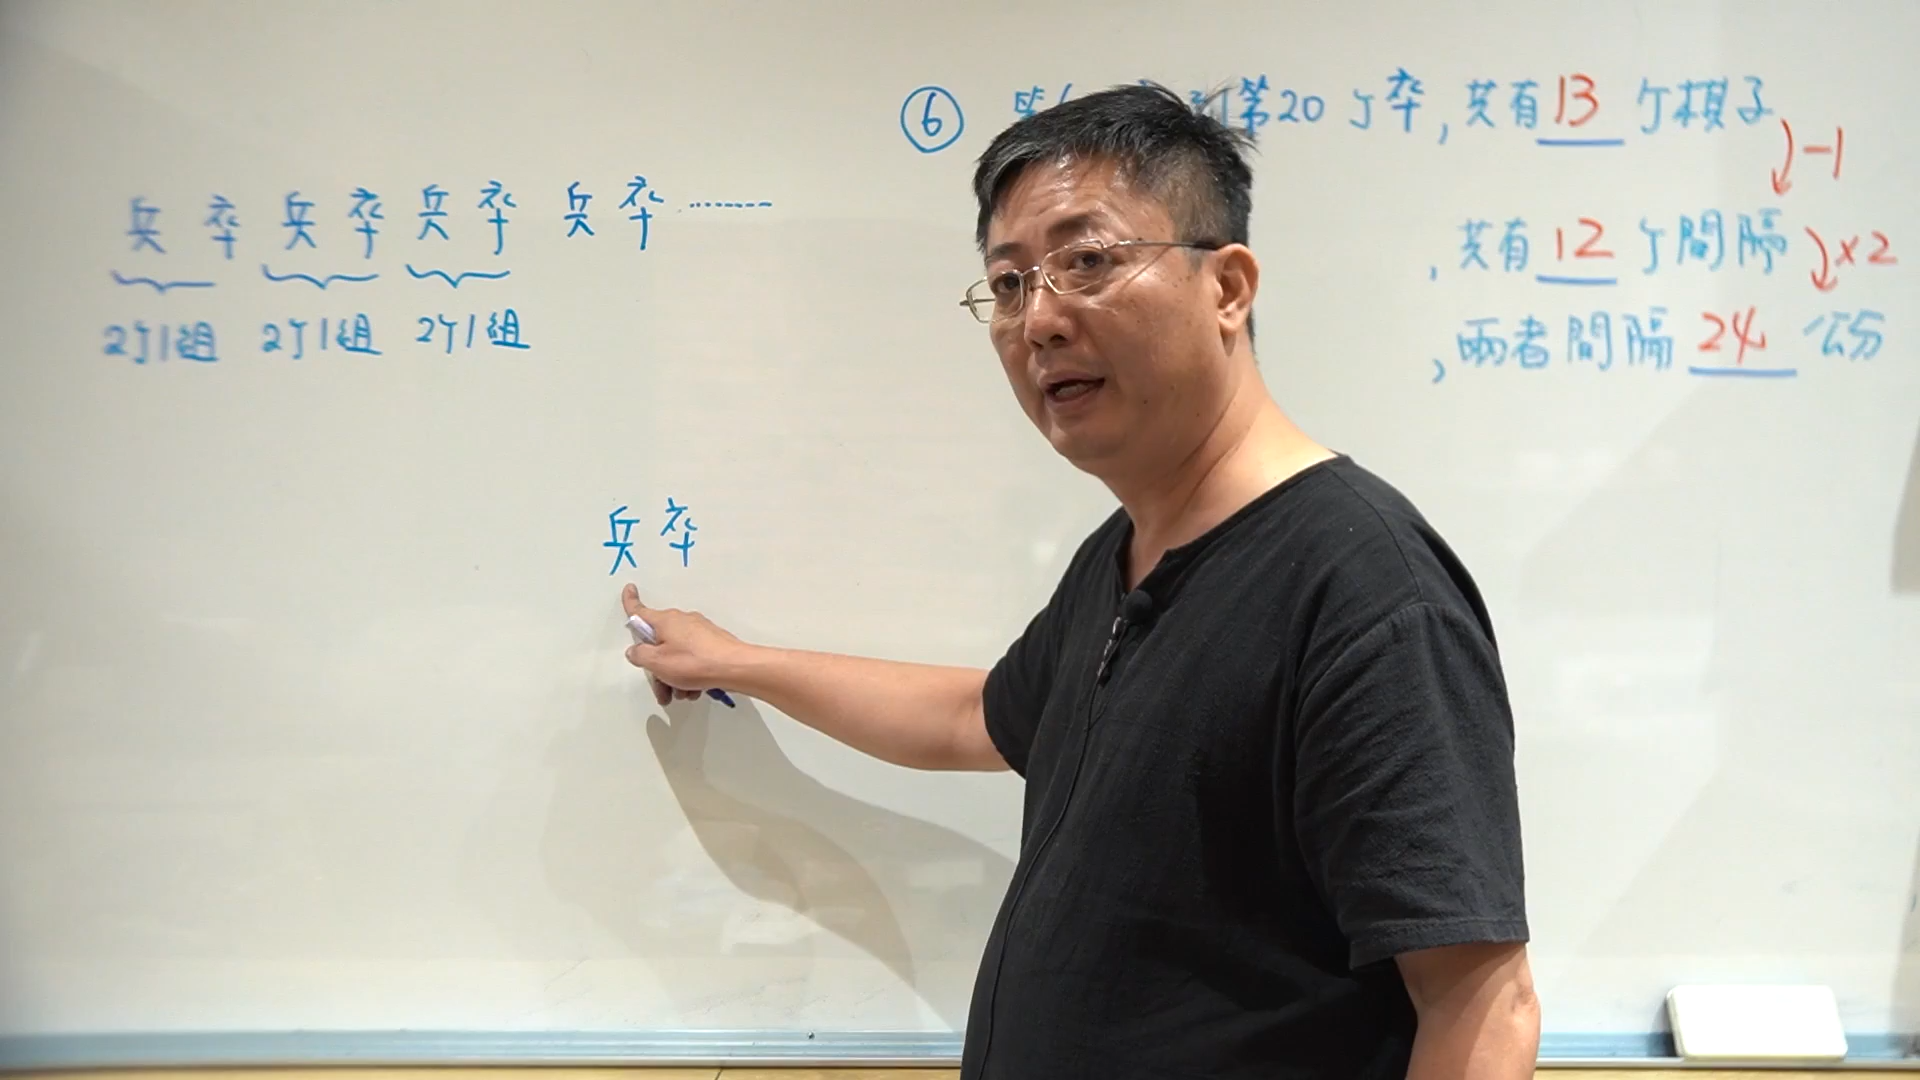 兵 卒 兵 卒 兵 卒 兵 卒 ………
2个1組 2个1組 2个1組
兵 卒
⑥ 第20个卒,共有13个棋子
-1
,共有12个間隔
×2
,兩者間隔24公分